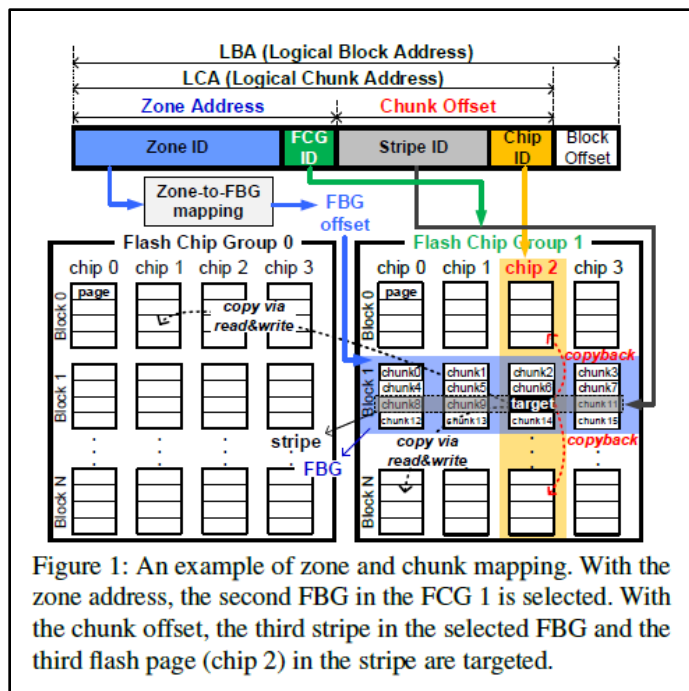 LBA (Logical Block Address)
LCA (Logical Chunk Address)
Zone Address Chunk Offset
Zone ID FCG ID Stripe ID Chip ID Block Offset
Zone-to-FBG mapping
FBG offset
Flash Chip Group 0 Flash Chip Group 1
chip 0 chip 1 chip 2 chip 3 chip 0 chip 1 chip 2 chip 3
Block 0 page Block 0 page
copy via read&write
copyback
Block 1 Block 1 chunk0 chunk1 chunk2 chunk3
chunk4 chunk5 chunk6 chunk7
chunk8 chunk9 target chunk11
chunk12 chunk13 chunk14 chunk15
stripe
FBG
copy via read&write
copyback
Block N Block N
Figure 1: An example of zone and chunk mapping. With the
zone address, the second FBG in the FCG 1 is selected. With
the chunk offset, the third stripe in the selected FBG and the
third flash page (chip 2) in the stripe are targeted.